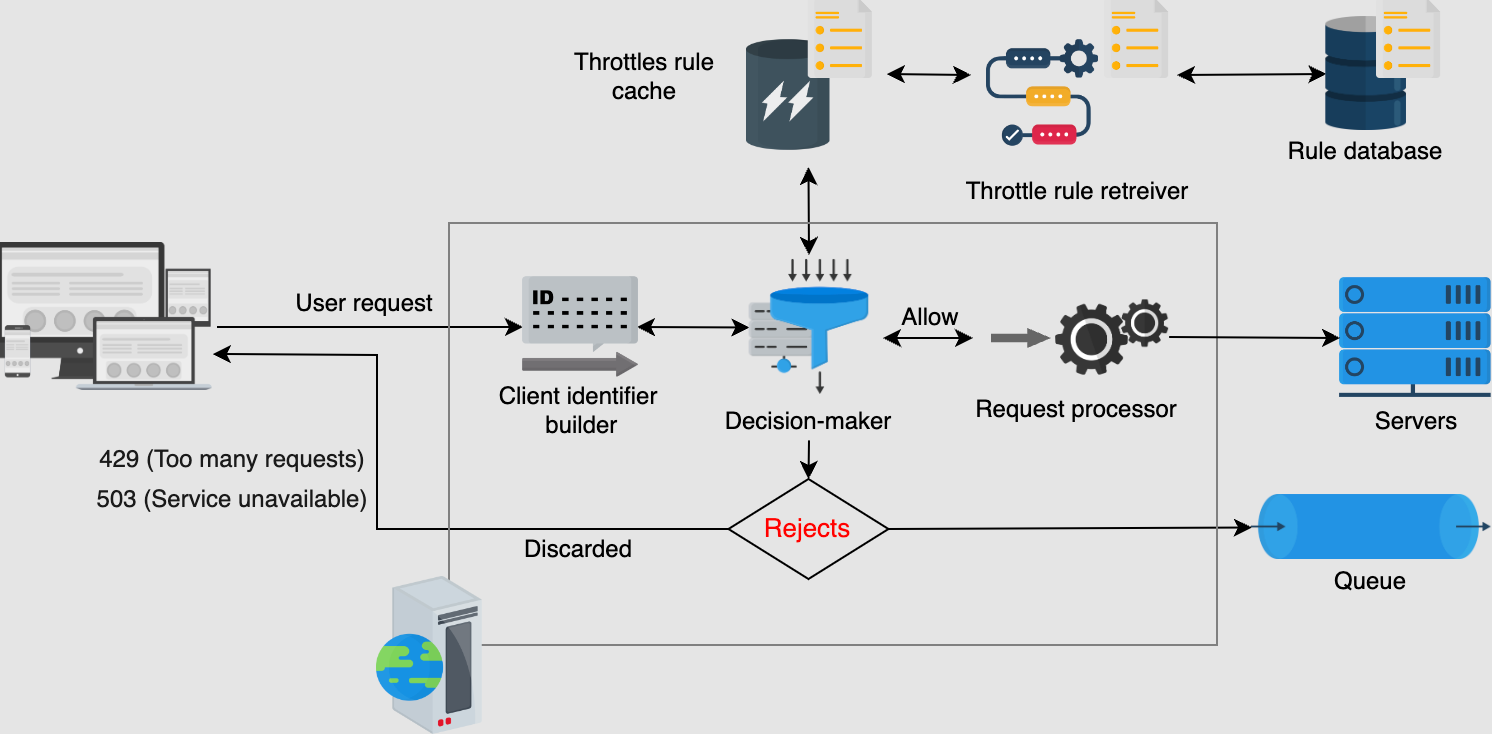 Throttles rule
cache
Rule database
Throttle rule retreiver
User request
ID
Allow
Client identifier
builder
Decision-maker
Request processor
Servers
429 (Too many requests)
503 (Service unavailable)
Rejects
Discarded
Queue